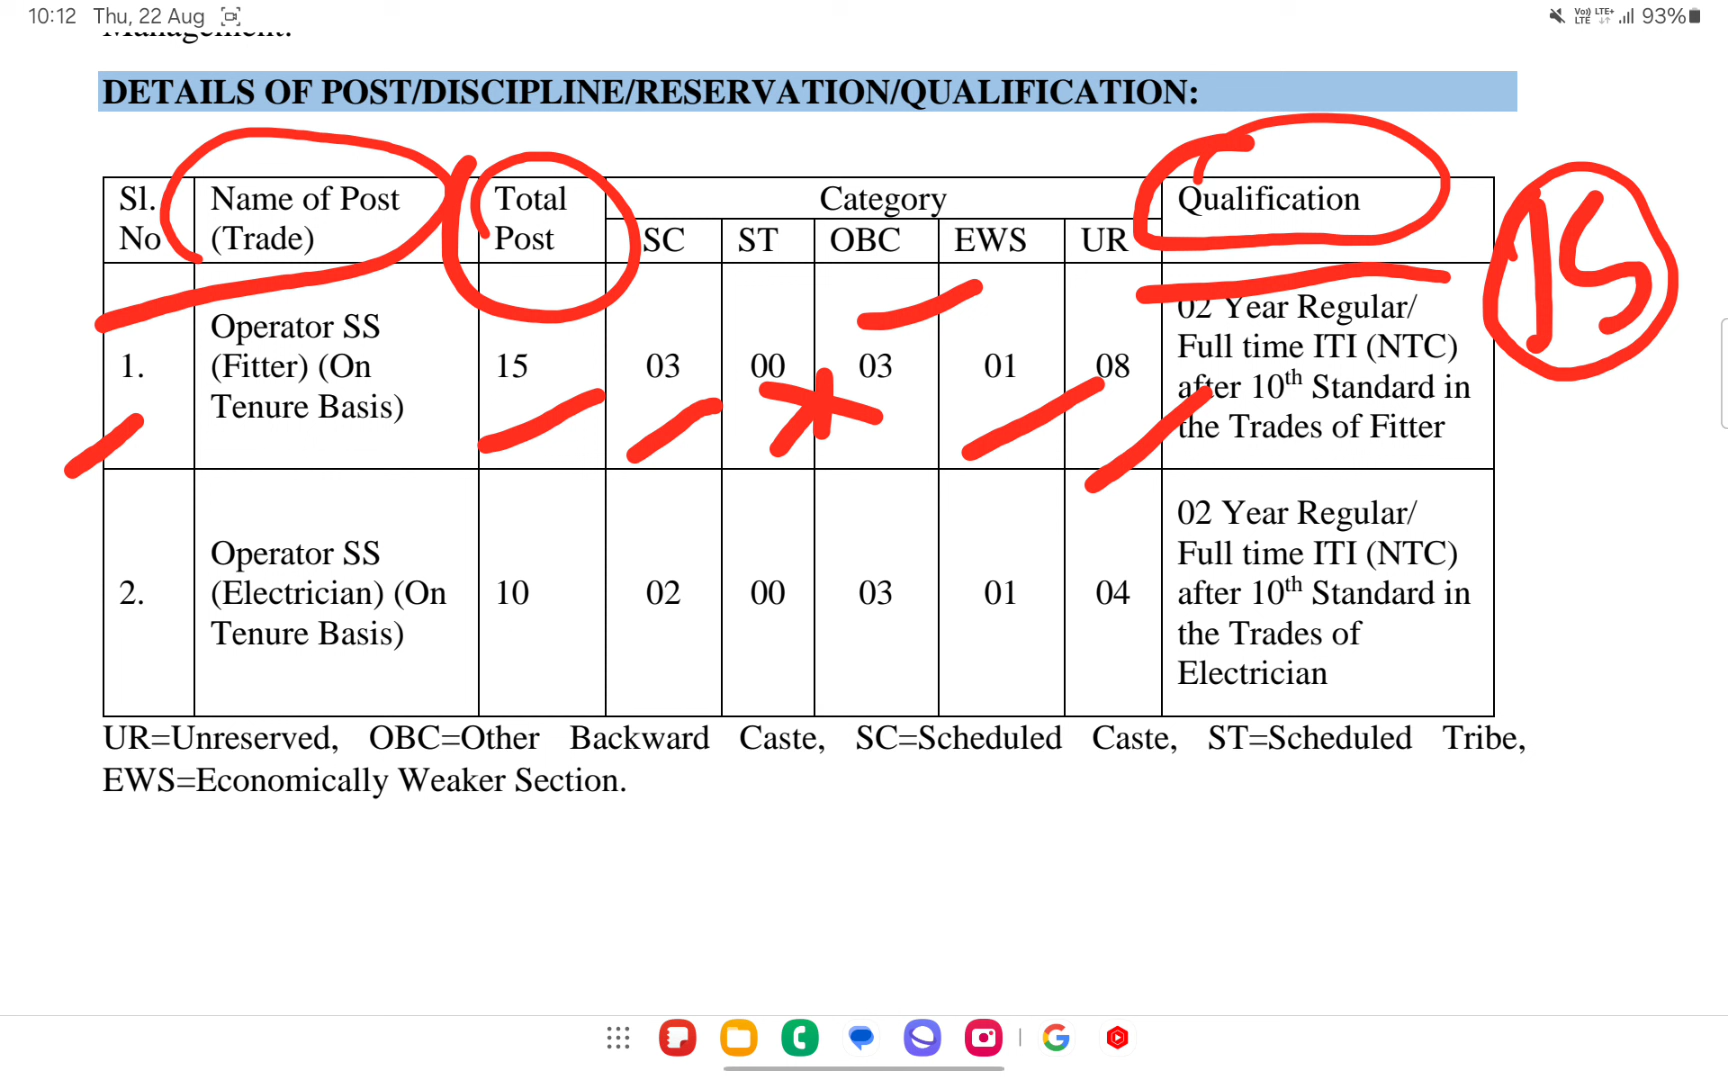 10:12 Thu, 22 Aug
Vo) LTE LTE+ 93%
Management.
DETAILS OF POST/DISCIPLINE/RESERVATION/QUALIFICATION:
Sl. No | Name of Post (Trade) | Total Post | Category | Qualification
SC | ST | OBC | EWS | UR
15
1. | Operator SS (Fitter) (On Tenure Basis) | 15 | 03 | 00 | 03 | 01 | 08 | 02 Year Regular/ Full time ITI (NTC) after 10th Standard in the Trades of Fitter
2. | Operator SS (Electrician) (On Tenure Basis) | 10 | 02 | 00 | 03 | 01 | 04 | 02 Year Regular/ Full time ITI (NTC) after 10th Standard in the Trades of Electrician
UR=Unreserved, OBC=Other Backward Caste, SC=Scheduled Caste, ST=Scheduled Tribe,
EWS=Economically Weaker Section.